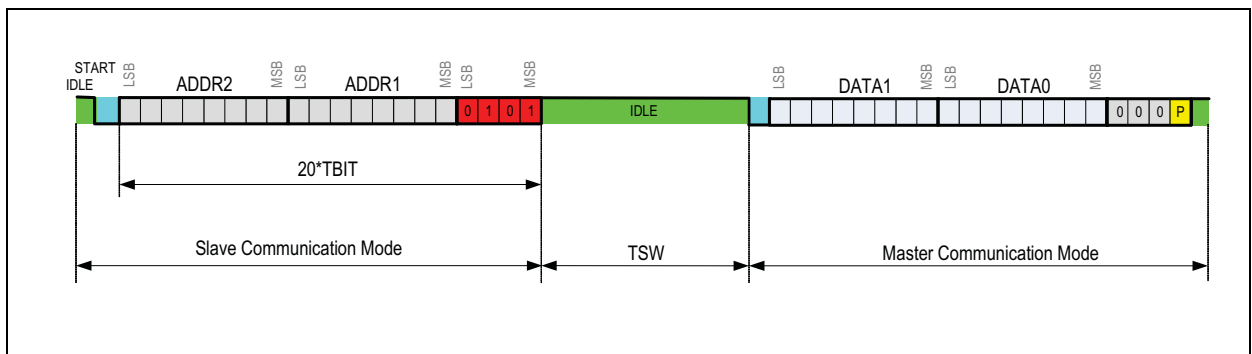 START
IDLE
LSB
ADDR2
MSB
LSB
ADDR1
MSB
LSB
MSB
LSB
DATA1
MSB
LSB
DATA0
MSB
0 1 0 1
IDLE
0 0 0 P
20*TBIT
Slave Communication Mode
TSW
Master Communication Mode